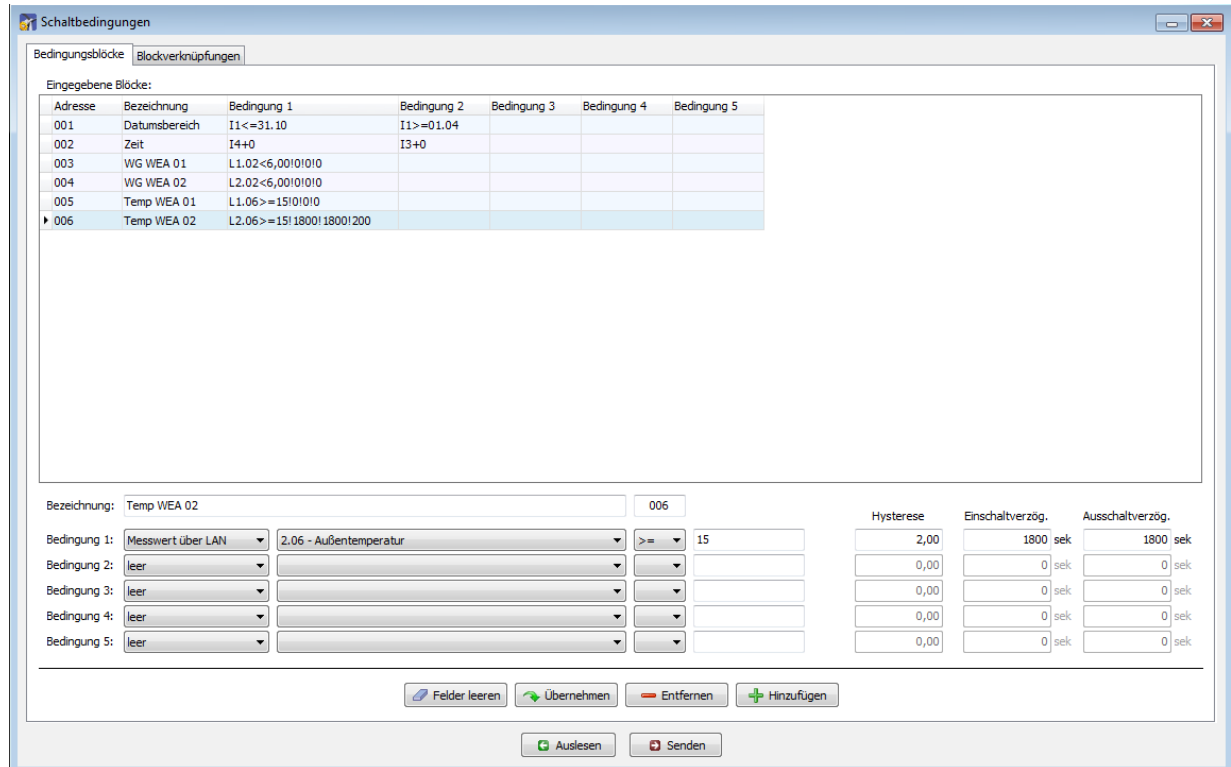 Schaltbedingungen
Bedingungsblöcke Blockverknüpfungen
Eingegebene Blöcke:
Adresse Bezeichnung Bedingung 1 Bedingung 2 Bedingung 3 Bedingung 4 Bedingung 5
001 Datumsbereich I1<=31.10 I1>=01.04
002 Zeit I4+0 I3+0
003 WG WEA 01 L1.02<6,00!0!0!0
004 WG WEA 02 L2.02<6,00!0!0!0
005 Temp WEA 01 L1.06>=15!0!0!0
006 Temp WEA 02 L2.06>=15!1800!1800!200
Bezeichnung: Temp WEA 02 006
Hysterese Einschaltverzög. Ausschaltverzög.
Bedingung 1: Messwert über LAN 2.06 - Außentemperatur >= 15 2,00 1800 sek 1800 sek
Bedingung 2: leer 0,00 0 sek 0 sek
Bedingung 3: leer 0,00 0 sek 0 sek
Bedingung 4: leer 0,00 0 sek 0 sek
Bedingung 5: leer 0,00 0 sek 0 sek
Felder leeren Übernehmen Entfernen Hinzufügen
Auslesen Senden